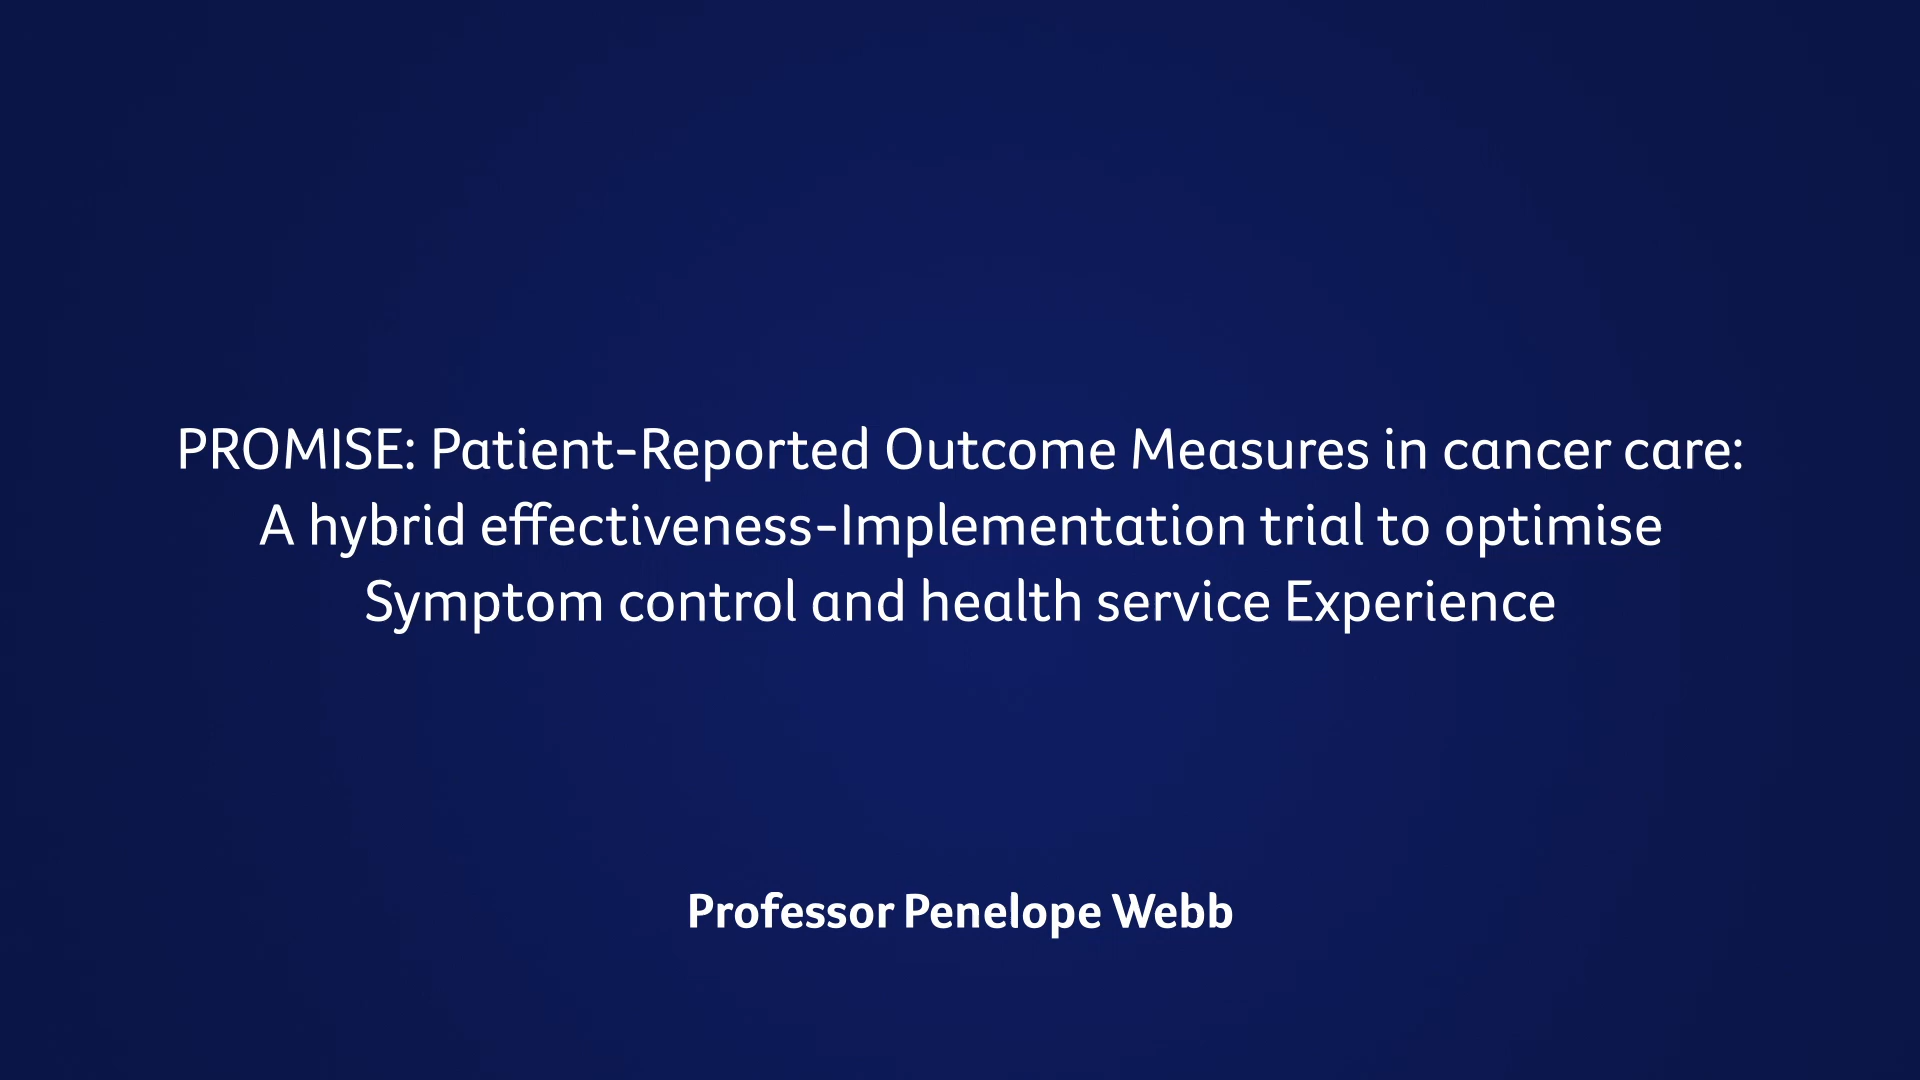 PROMISE: Patient-Reported Outcome Measures in cancer care:
A hybrid effectiveness-Implementation trial to optimise
Symptom control and health service Experience
Professor Penelope Webb